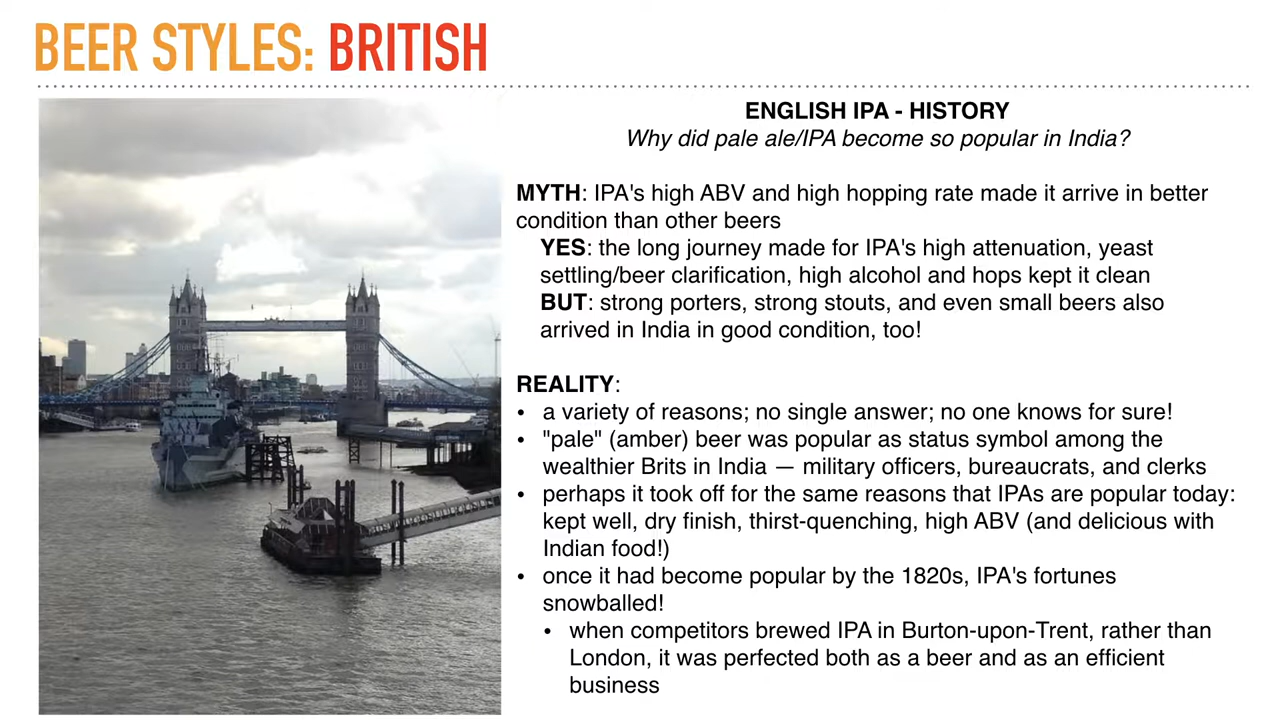 BEER STYLES: BRITISH
ENGLISH IPA - HISTORY
Why did pale ale/IPA become so popular in India?
MYTH: IPA's high ABV and high hopping rate made it arrive in better
condition than other beers
YES: the long journey made for IPA's high attenuation, yeast
settling/beer clarification, high alcohol and hops kept it clean
BUT: strong porters, strong stouts, and even small beers also
arrived in India in good condition, too!
REALITY:
• a variety of reasons; no single answer; no one knows for sure!
• "pale" (amber) beer was popular as status symbol among the
wealthier Brits in India — military officers, bureaucrats, and clerks
• perhaps it took off for the same reasons that IPAs are popular today:
kept well, dry finish, thirst-quenching, high ABV (and delicious with
Indian food!)
• once it had become popular by the 1820s, IPA's fortunes
snowballed!
• when competitors brewed IPA in Burton-upon-Trent, rather than
London, it was perfected both as a beer and as an efficient
business